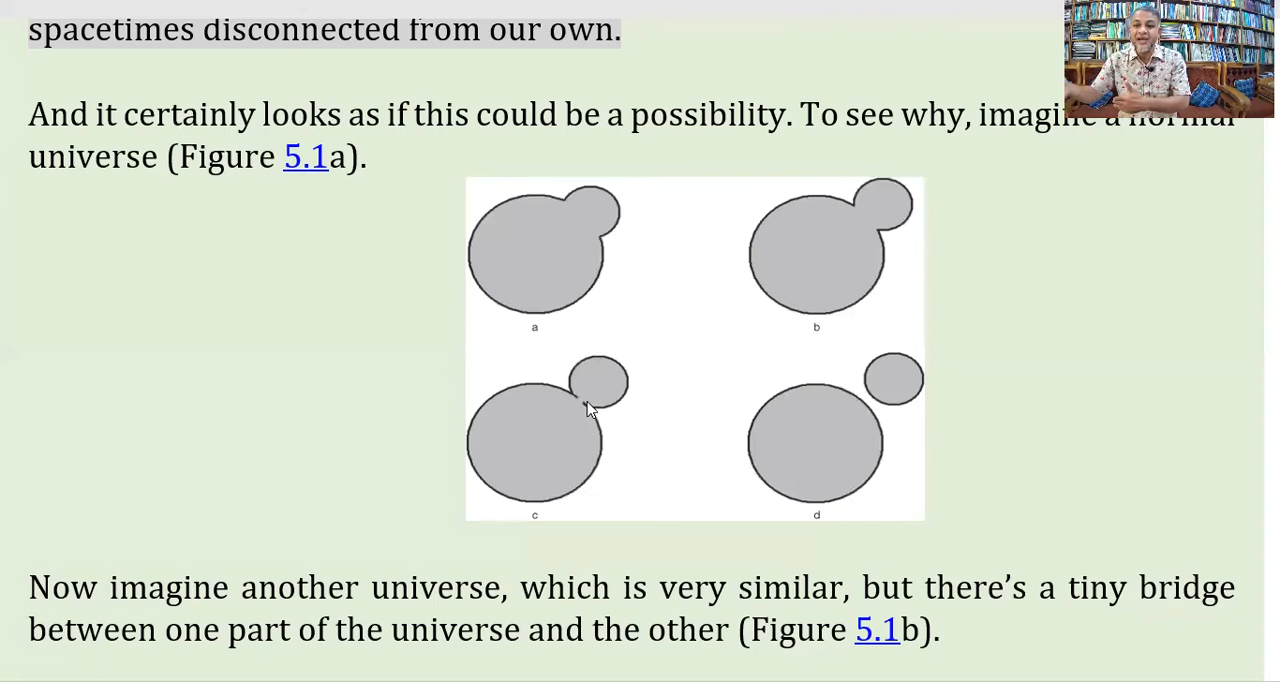 spacetimes disconnected from our own.
And it certainly looks as if this could be a possibility. To see why, imagine a normal
universe (Figure 5.1a).
a
b
c
d
Now imagine another universe, which is very similar, but there’s a tiny bridge
between one part of the universe and the other (Figure 5.1b).